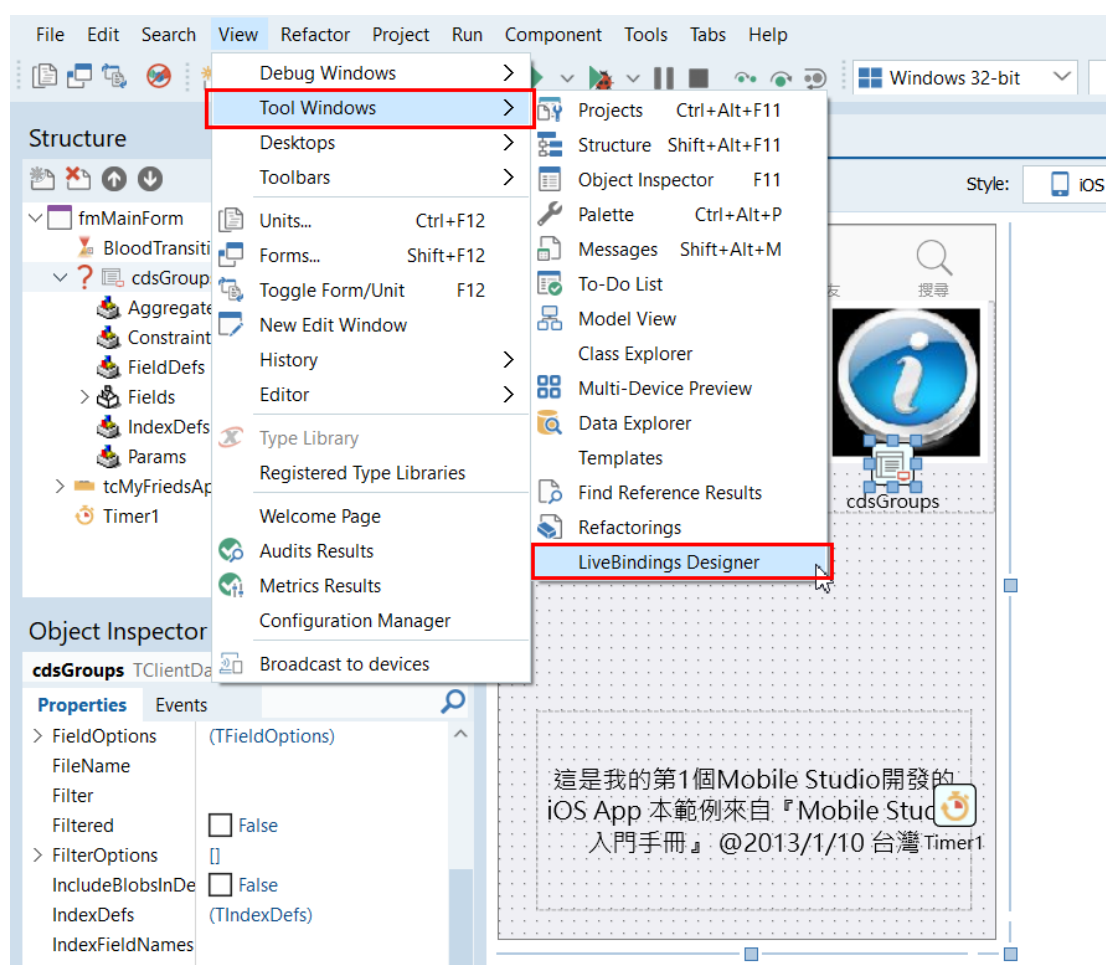 File Edit Search View Refactor Project Run Component Tools Tabs Help
Windows 32-bit
Debug Windows
Tool Windows
Desktops
Toolbars
Units... Ctrl+F12
Forms... Shift+F12
Toggle Form/Unit F12
New Edit Window
History
Editor
Type Library
Registered Type Libraries
Welcome Page
Audits Results
Metrics Results
Configuration Manager
Broadcast to devices
Projects Ctrl+Alt+F11
Structure Shift+Alt+F11
Object Inspector F11
Palette Ctrl+Alt+P
Messages Shift+Alt+M
To-Do List
Model View
Class Explorer
Multi-Device Preview
Data Explorer
Templates
Find Reference Results
Refactorings
LiveBindings Designer
Structure
fmMainForm
BloodTransiti
cdsGroup
Aggregate
Constraint
FieldDefs
Fields
IndexDefs
Params
tcMyFriedsAp
Timer1
Style: iOS
友 搜尋
cdsGroups
Object Inspector
cdsGroups TClientDa
Properties Events
FieldOptions (TFieldOptions)
FileName
Filter
Filtered False
FilterOptions []
IncludeBlobsInDe False
IndexDefs (TIndexDefs)
IndexFieldNames
這是我的第1個Mobile Studio開發的
iOS App 本範例來自『Mobile Stud
入門手冊』@2013/1/10 台灣
Timer1